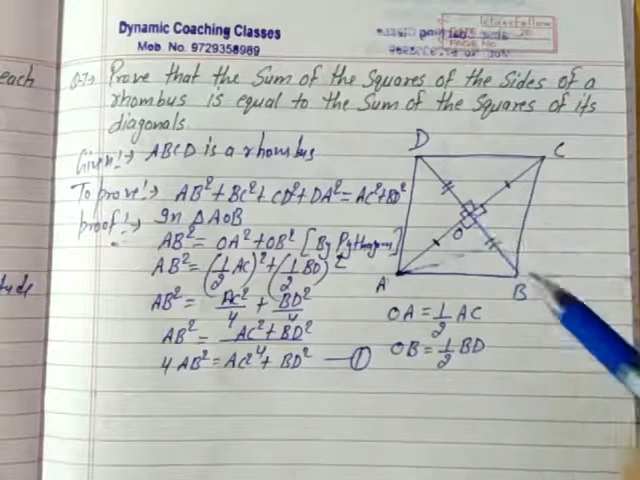 Dynamic Coaching Classes
Mob. No. 9729358989
each
Q-7→ Prove that the Sum of the Squares of the Sides of a
rhombus is equal to the Sum of the Squares of its
diagonals.
Given!→ ABCD is a rhombus
To prove!→ AB²+BC²+CD²+DA²=AC²+BD²
proof!→ In △AOB
AB²=OA²+OB² [By Pythagoras]
AB²=(1/2 AC)²+(1/2 BD)²
AB²= AC²/4 + BD²/4
AB²= AC²+BD²/4
4AB²=AC²+BD² —①
D C
O
A B
OA=1/2 AC
OB=1/2 BD